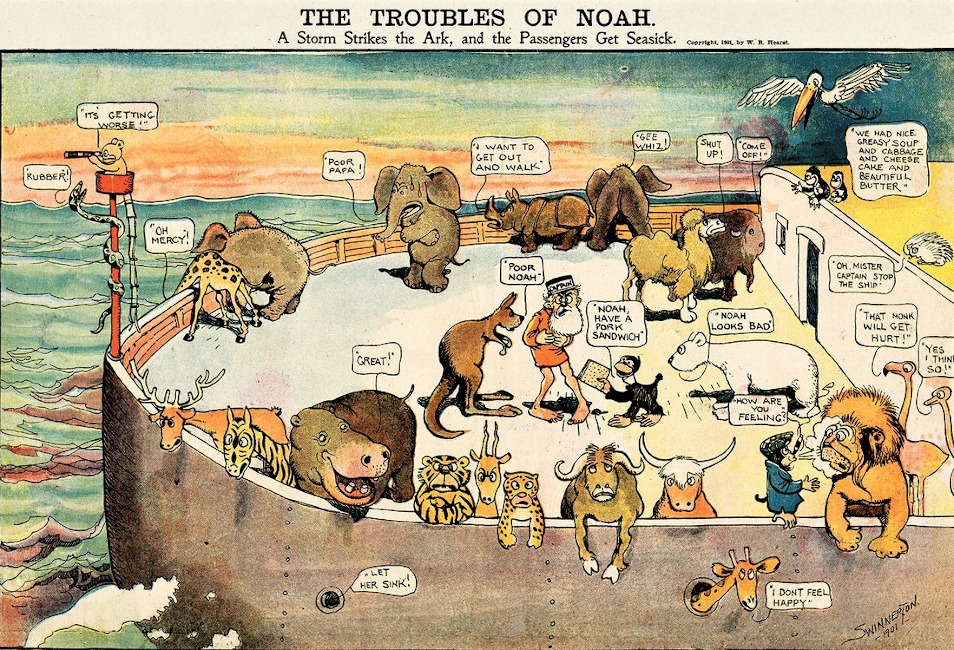 THE TROUBLES OF NOAH.
A Storm Strikes the Ark, and the Passengers Get Seasick.
Copyright, 1901, by W. R. Hearst.
"IT'S GETTING
WORSE!"
RUBBER!
"OH
MERCY!"
"POOR
PAPA!
"I WANT TO
GET OUT
AND WALK"
"GEE
WHIZ!
SHUT
UP!
"COME
OFF!"
"WE HAD NICE
GREASY SOUP
AND CABBAGE
AND CHEESE
CAKE AND
BEAUTIFUL
BUTTER."
"OH, MISTER
CAPTAIN STOP
THE SHIP"
"POOR
NOAH"
CAPTAIN
"NOAH,
HAVE A
PORK
SANDWICH"
"NOAH
LOOKS BAD"
"THAT MONK
WILL GET
HURT!"
"YES
I THINK
SO!"
"GREAT!"
"HOW ARE
YOU
FEELING?
"LET
HER SINK!
"I DONT FEEL
HAPPY"
SWINNERTON.
-1901-